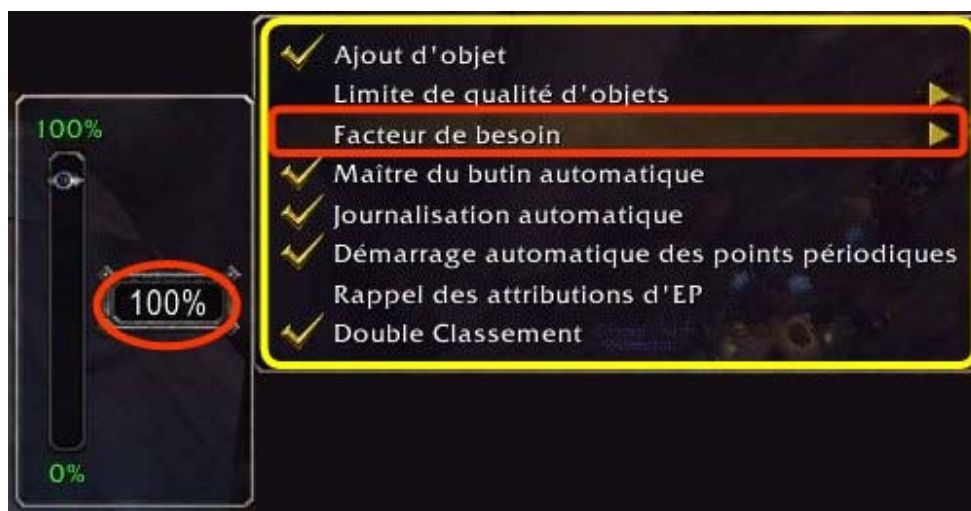 100%
100%
0%
Ajout d'objet
Limite de qualité d'objets
Facteur de besoin
Maître du butin automatique
Journalisation automatique
Démarrage automatique des points périodiques
Rappel des attributions d'EP
Double Classement